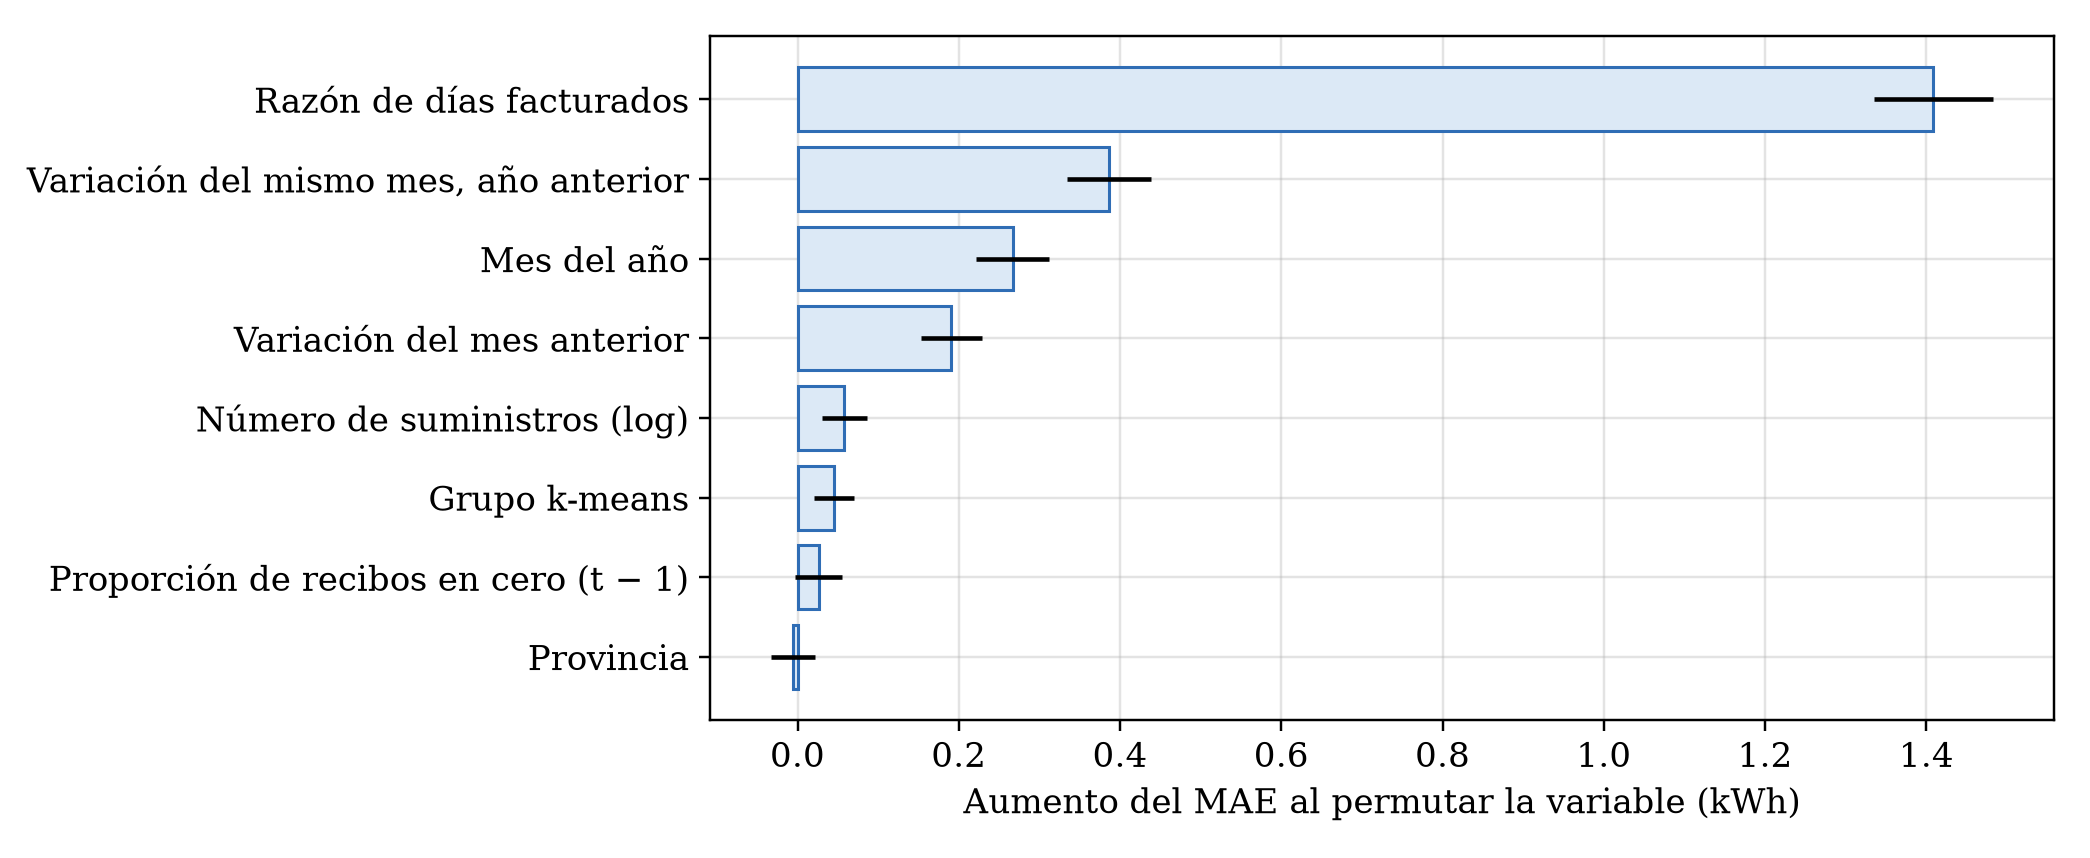 Razón de días facturados
Variación del mismo mes, año anterior
Mes del año
Variación del mes anterior
Número de suministros (log)
Grupo k-means
Proporción de recibos en cero (t − 1)
Provincia
0.0 0.2 0.4 0.6 0.8 1.0 1.2 1.4
Aumento del MAE al permutar la variable (kWh)